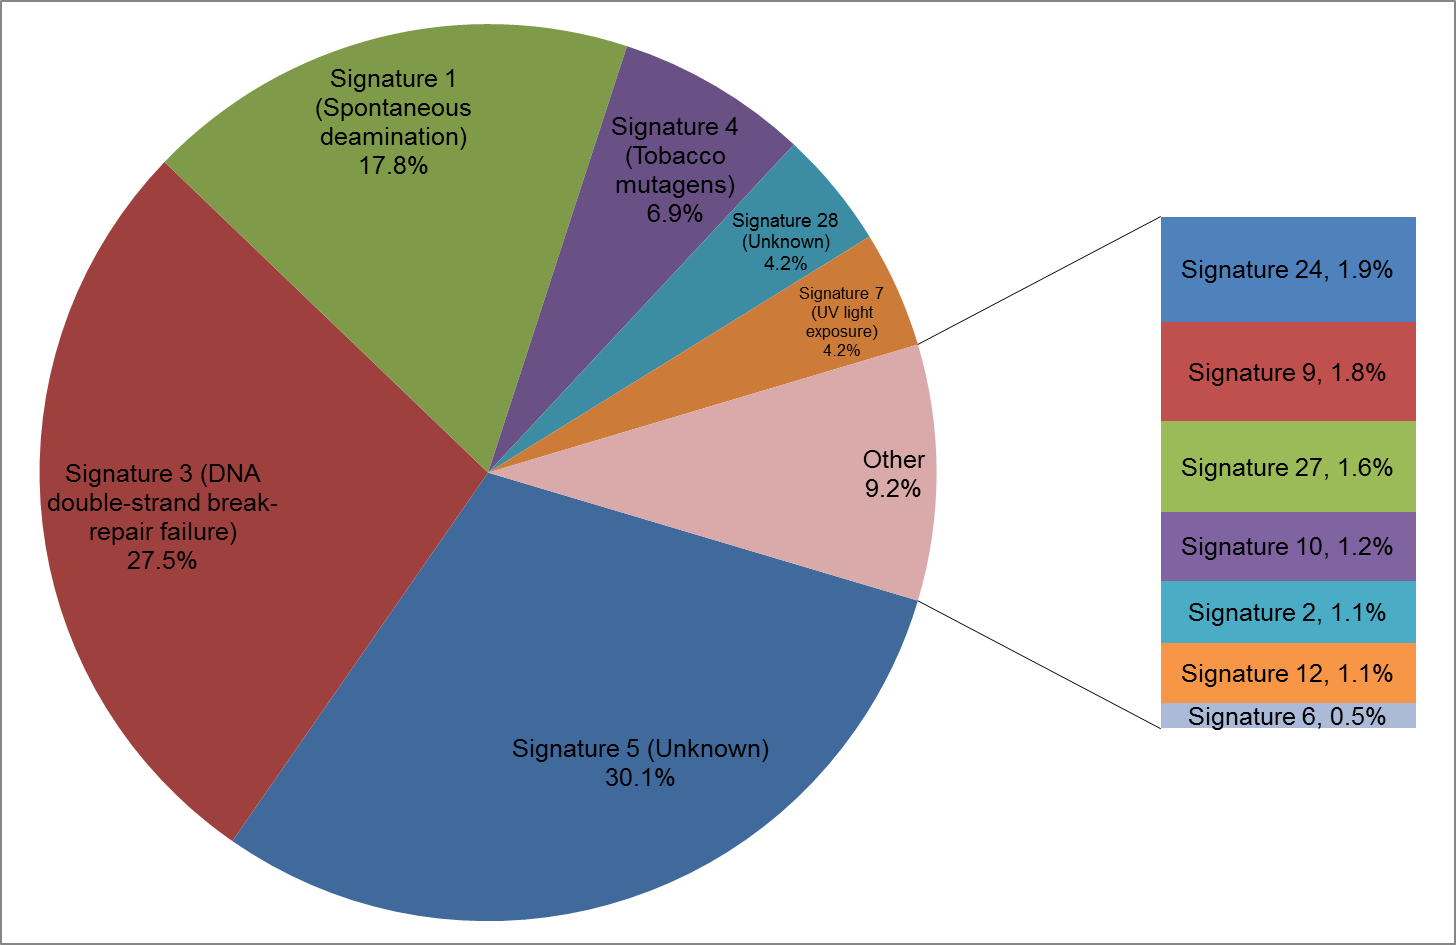 Signature 1
(Spontaneous
deamination)
17.8%
Signature 4
(Tobacco
mutagens)
6.9%
Signature 28
(Unknown)
4.2%
Signature 7
(UV light
exposure)
4.2%
Other
9.2%
Signature 3 (DNA
double-strand break-
repair failure)
27.5%
Signature 5 (Unknown)
30.1%
Signature 24, 1.9%
Signature 9, 1.8%
Signature 27, 1.6%
Signature 10, 1.2%
Signature 2, 1.1%
Signature 12, 1.1%
Signature 6, 0.5%